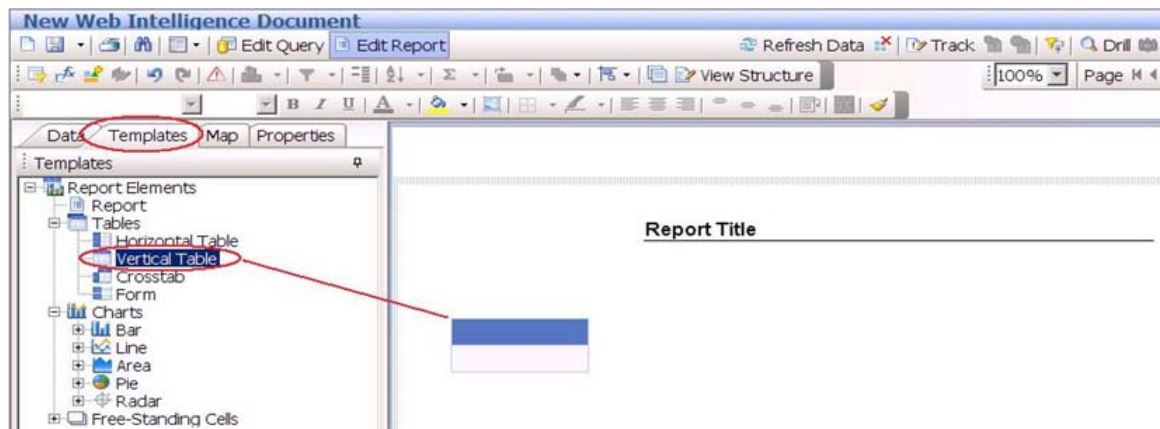 New Web Intelligence Document
Edit Query Edit Report Refresh Data Track Drill
View Structure 100% Page
B I U A
Data Templates Map Properties
Templates
Report Elements
Report
Tables
Horizontal Table
Vertical Table
Crosstab
Form
Charts
Bar
Line
Area
Pie
Radar
Free-Standing Cells
Report Title